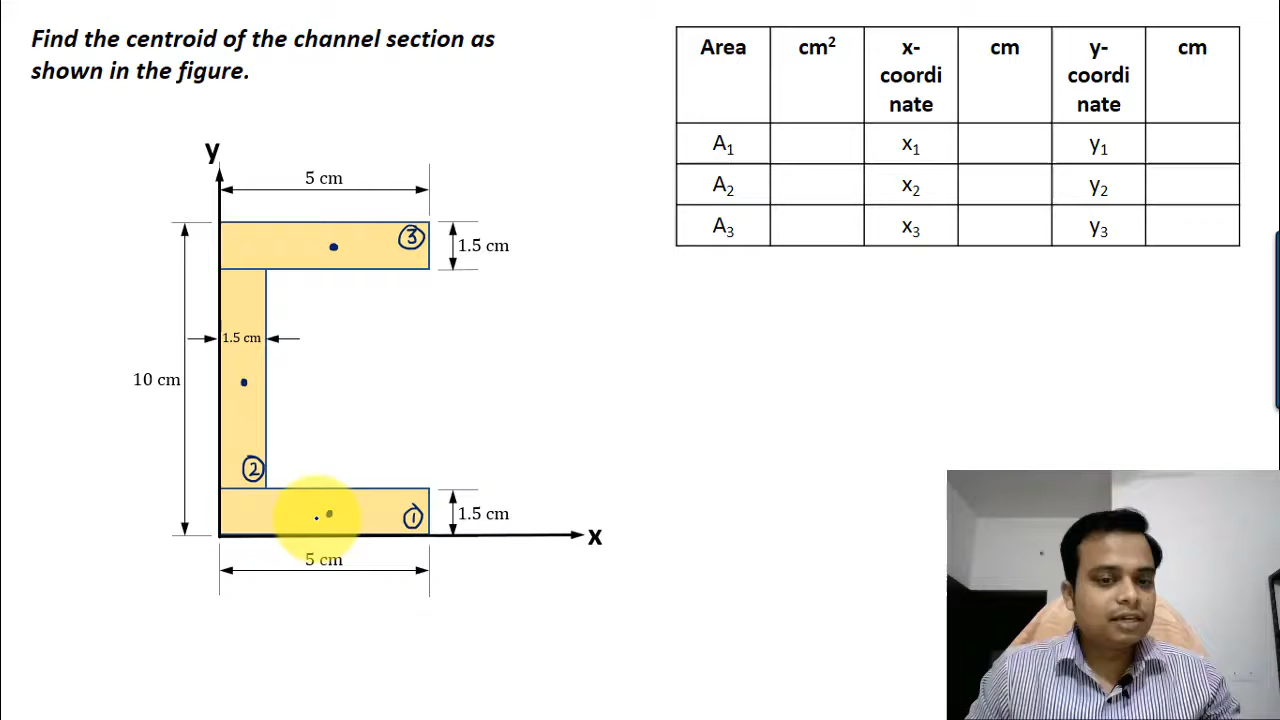 Find the centroid of the channel section as
shown in the figure.
y
5 cm
3
1.5 cm
1.5 cm
10 cm
2
1
1.5 cm
x
5 cm
Area cm² x-coordi nate cm y-coordi nate cm
A₁ x₁ y₁
A₂ x₂ y₂
A₃ x₃ y₃